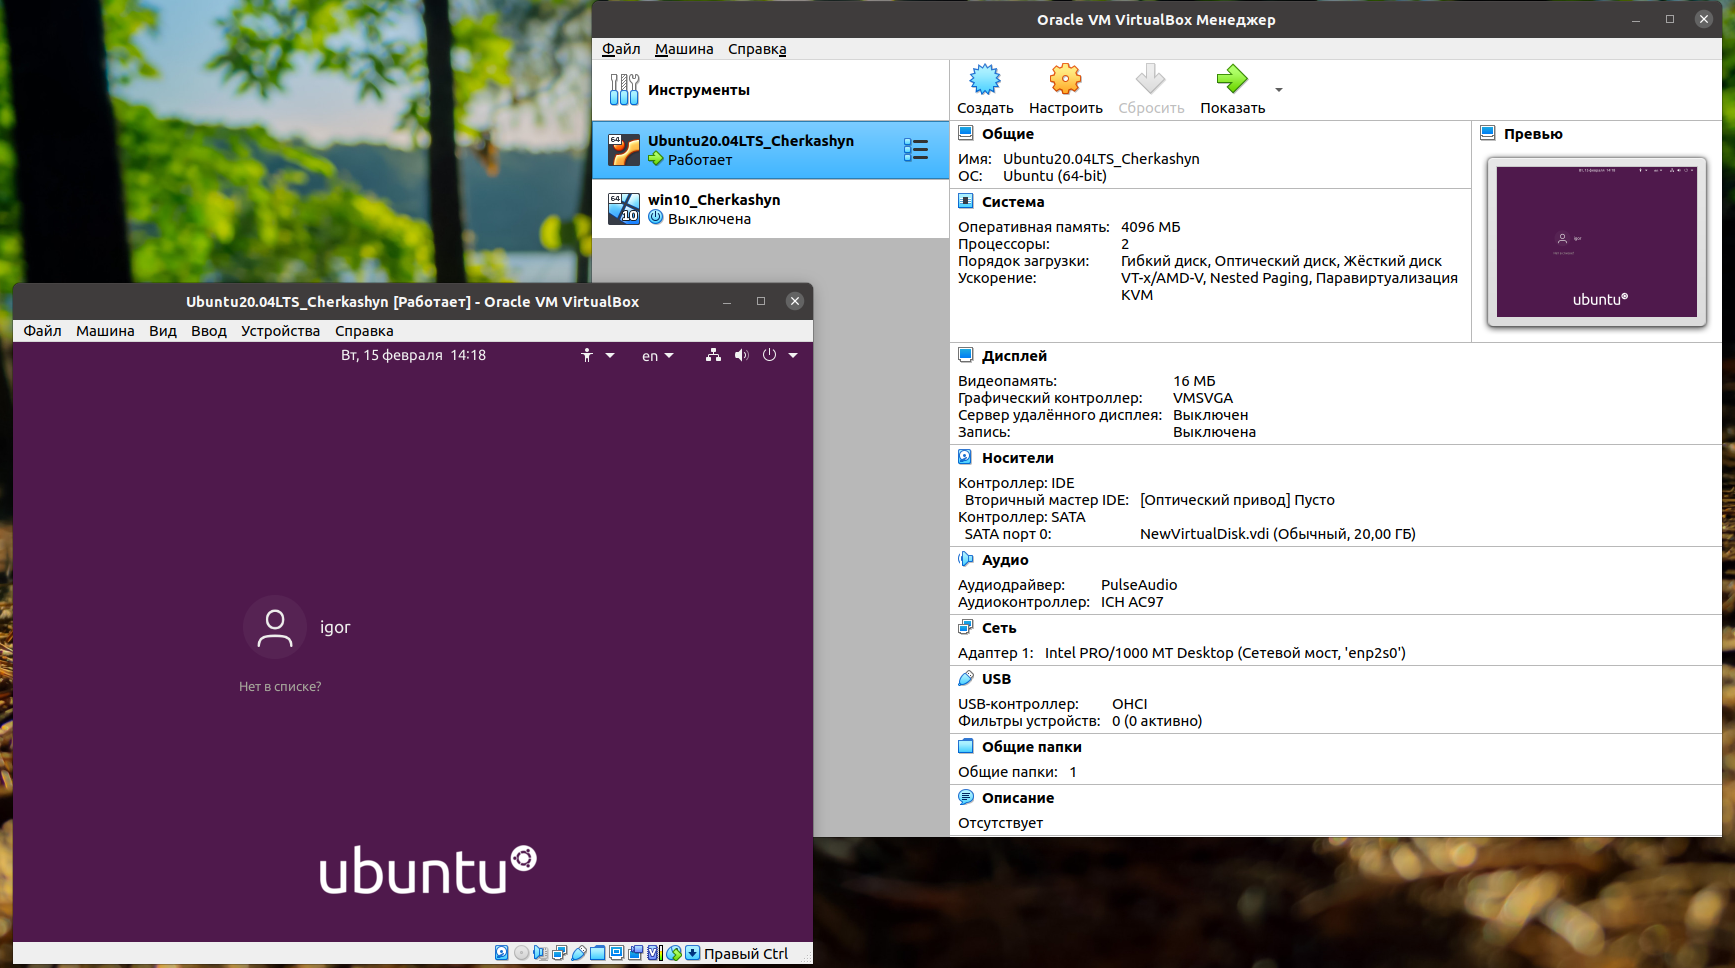 Oracle VM VirtualBox Менеджер
Файл Машина Справка
Инструменты
Ubuntu20.04LTS_Cherkashyn
Работает
win10_Cherkashyn
Выключена
Создать Настроить Сбросить Показать
Общие
Имя: Ubuntu20.04LTS_Cherkashyn
ОС: Ubuntu (64-bit)
Превью
Вт, 15 февраля 14:18
igor
ubuntu
Система
Оперативная память: 4096 МБ
Процессоры: 2
Порядок загрузки: Гибкий диск, Оптический диск, Жёсткий диск
Ускорение: VT-x/AMD-V, Nested Paging, Паравиртуализация
KVM
Дисплей
Видеопамять: 16 МБ
Графический контроллер: VMSVGA
Сервер удалённого дисплея: Выключен
Запись: Выключена
Носители
Контроллер: IDE
Вторичный мастер IDE: [Оптический привод] Пусто
Контроллер: SATA
SATA порт 0: NewVirtualDisk.vdi (Обычный, 20,00 ГБ)
Аудио
Аудиодрайвер: PulseAudio
Аудиоконтроллер: ICH AC97
Сеть
Адаптер 1: Intel PRO/1000 MT Desktop (Сетевой мост, 'enp2s0')
USB
USB-контроллер: OHCI
Фильтры устройств: 0 (0 активно)
Общие папки
Общие папки: 1
Описание
Отсутствует
Ubuntu20.04LTS_Cherkashyn [Работает] - Oracle VM VirtualBox
Файл Машина Вид Ввод Устройства Справка
Вт, 15 февраля 14:18 en
igor
Нет в списке?
ubuntu
Правый Ctrl